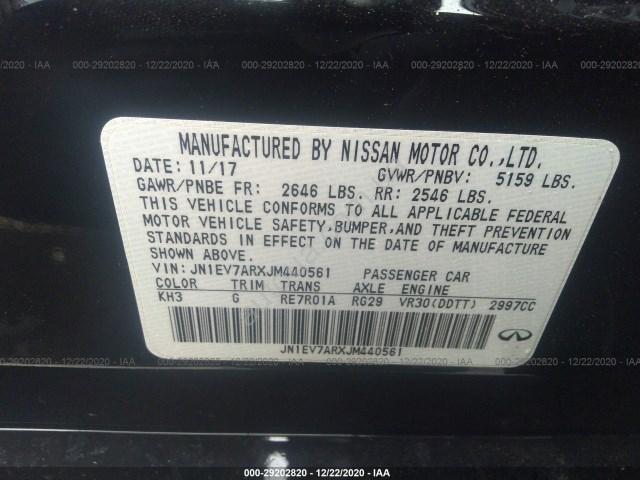 000-29202820 - 12/22/2020 - IAA
MANUFACTURED BY NISSAN MOTOR CO.,LTD.
DATE: 11/17 GVWR/PNBV: 5159 LBS.
GAWR/PNBE FR: 2646 LBS. RR: 2546 LBS.
THIS VEHICLE CONFORMS TO ALL APPLICABLE FEDERAL
MOTOR VEHICLE SAFETY,BUMPER,AND THEFT PREVENTION
STANDARDS IN EFFECT ON THE DATE OF MANUFACTURE
SHOWN ABOVE.
VIN: JN1EV7ARXJM440561 PASSENGER CAR
COLOR TRIM TRANS AXLE ENGINE
KH3 G RE7R01A RG29 VR30(DDTT) 2997CC
JN1EV7ARXJM440561
INFINITI
000-29202820 - 12/22/2020 - IAA